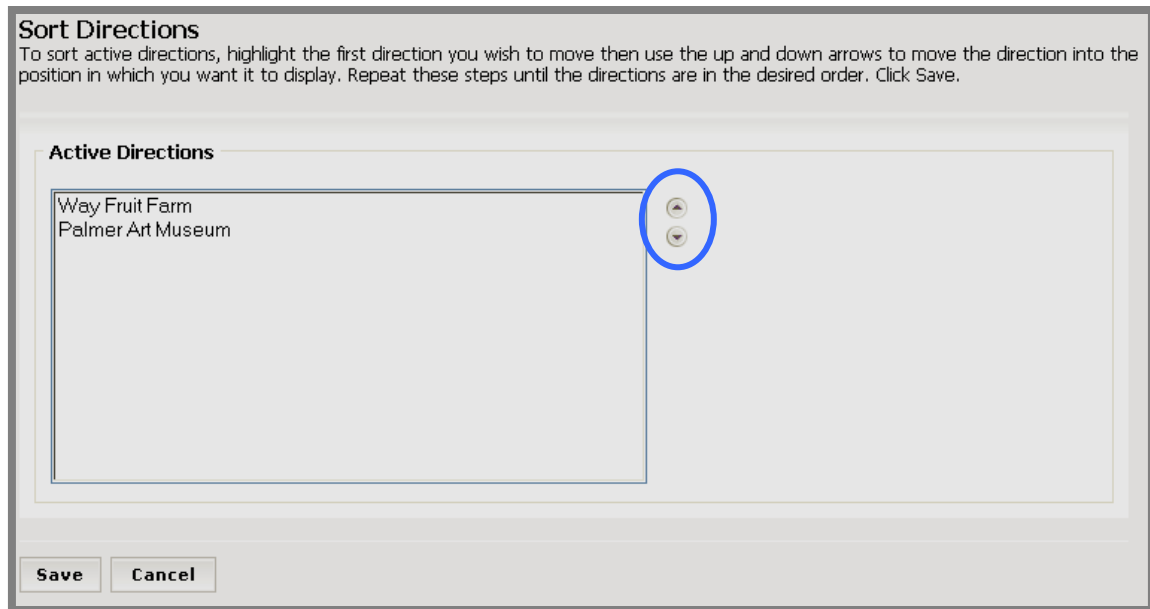 Sort Directions
To sort active directions, highlight the first direction you wish to move then use the up and down arrows to move the direction into the
position in which you want it to display. Repeat these steps until the directions are in the desired order. Click Save.
Active Directions
Way Fruit Farm
Palmer Art Museum
Save Cancel